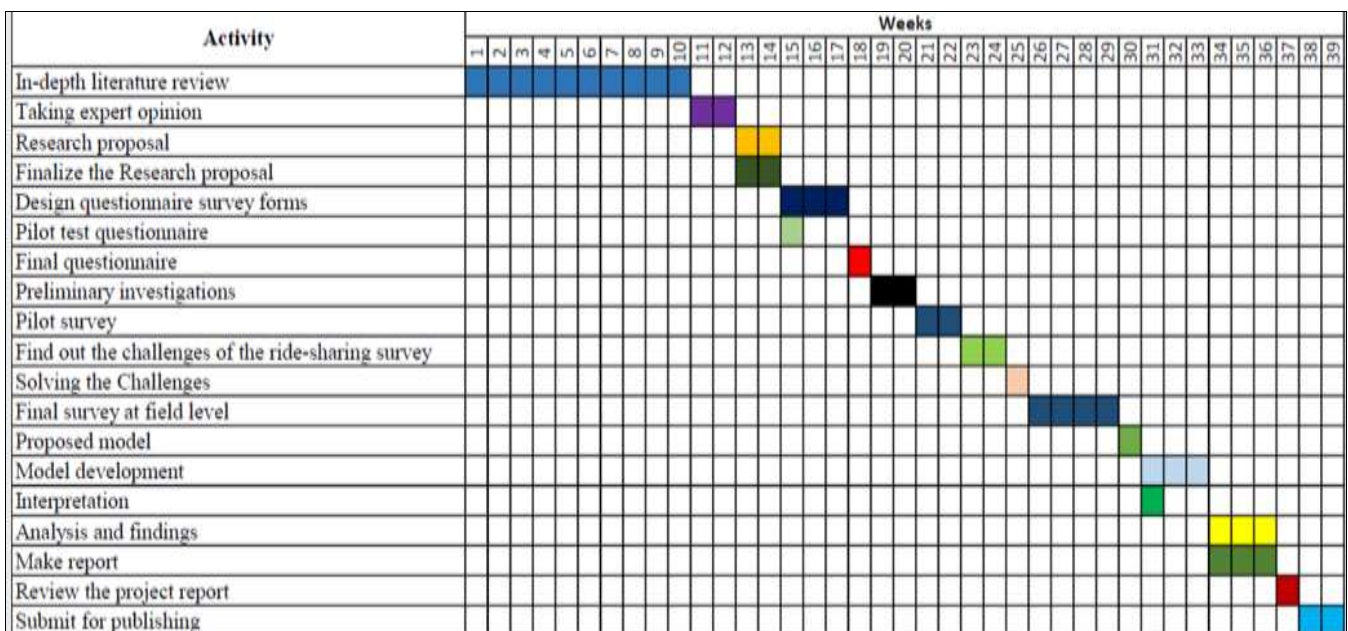 Activity
Weeks
1 2 3 4 5 6 7 8 9 10 11 12 13 14 15 16 17 18 19 20 21 22 23 24 25 26 27 28 29 30 31 32 33 34 35 36 37 38 39
In-depth literature review
Taking expert opinion
Research proposal
Finalize the Research proposal
Design questionnaire survey forms
Pilot test questionnaire
Final questionnaire
Preliminary investigations
Pilot survey
Find out the challenges of the ride-sharing survey
Solving the Challenges
Final survey at field level
Proposed model
Model development
Interpretation
Analysis and findings
Make report
Review the project report
Submit for publishing